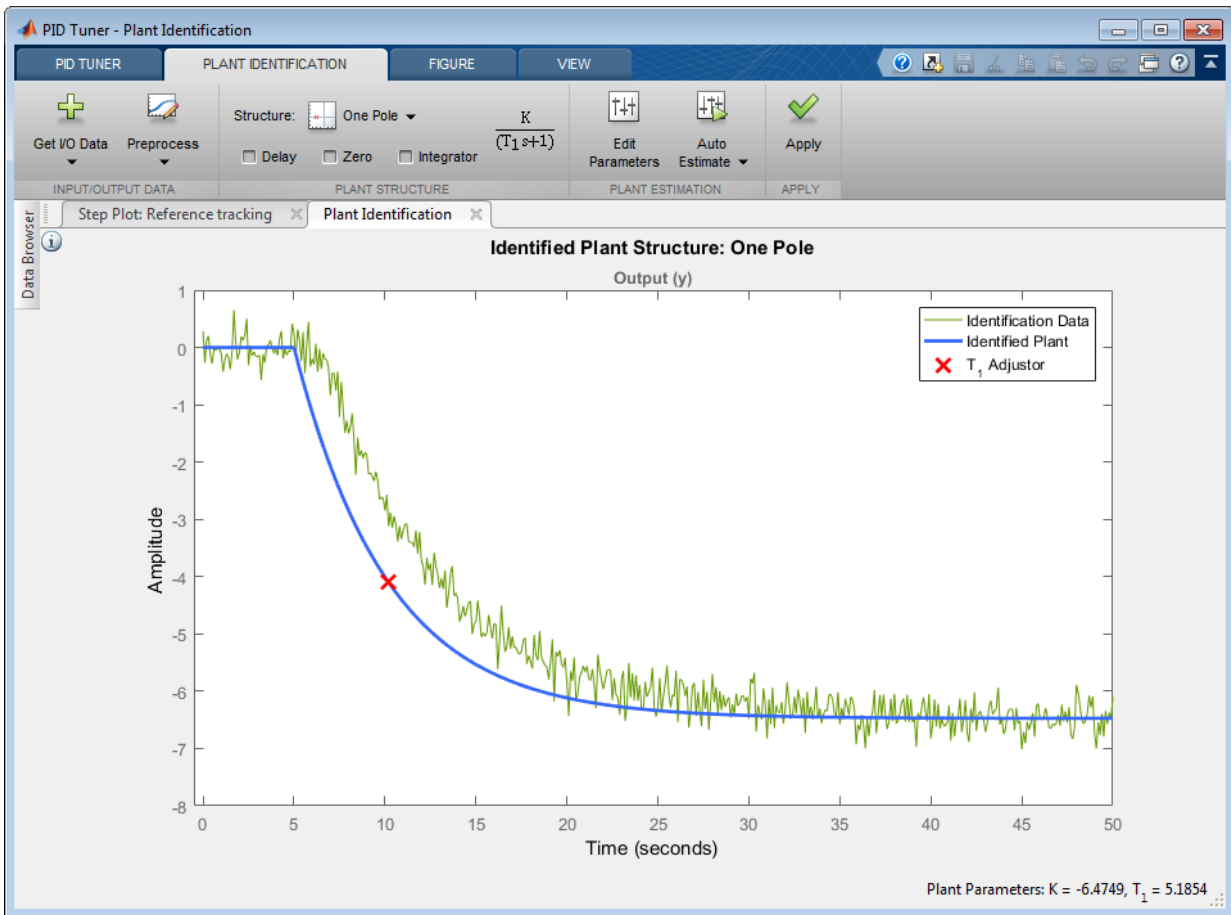 PID Tuner - Plant Identification
PID TUNER
PLANT IDENTIFICATION
FIGURE
VIEW
Get I/O Data
Preprocess
Structure:
One Pole
K
(T1s+1)
Delay
Zero
Integrator
Edit
Parameters
Auto
Estimate
Apply
INPUT/OUTPUT DATA
PLANT STRUCTURE
PLANT ESTIMATION
APPLY
Data Browser
Step Plot: Reference tracking
Plant Identification
Identified Plant Structure: One Pole
Output (y)
Identification Data
Identified Plant
T1 Adjustor
Amplitude
1
0
-1
-2
-3
-4
-5
-6
-7
-8
0 5 10 15 20 25 30 35 40 45 50
Time (seconds)
Plant Parameters: K = -6.4749, T1 = 5.1854